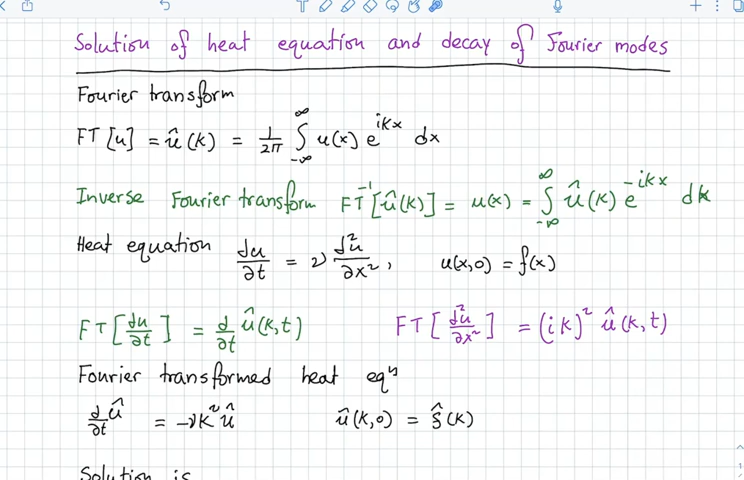 Solution of heat equation and decay of Fourier modes
Fourier transform
FT[u] = û(k) = 1/2π ∫_{-∞}^{∞} u(x) e^{ikx} dx
Inverse Fourier transform FT^{-1}[û(k)] = u(x) = ∫_{-∞}^{∞} û(k) e^{-ikx} dk
Heat equation ∂u/∂t = ν ∂²u/∂x², u(x,0) = f(x)
FT[∂u/∂t] = ∂/∂t û(k,t) FT[∂²u/∂x²] = (ik)² û(k,t)
Fourier transformed heat eqⁿ
∂/∂t û = -νk² û û(k,0) = f̂(k)
Solution is